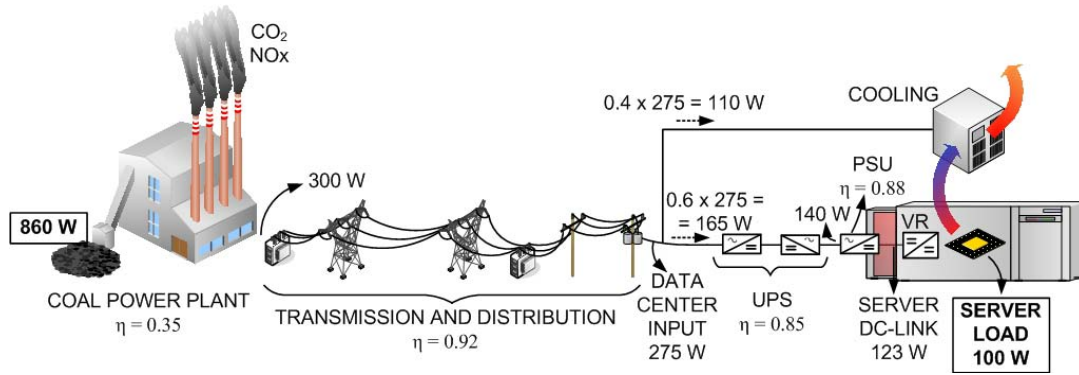 CO₂
NOx
860 W
COAL POWER PLANT
η = 0.35
300 W
TRANSMISSION AND DISTRIBUTION
η = 0.92
DATA
CENTER
INPUT
275 W
0.4 x 275 = 110 W
0.6 x 275 =
= 165 W
UPS
η = 0.85
140 W
PSU
η = 0.88
COOLING
VR
SERVER
DC-LINK
123 W
SERVER
LOAD
100 W